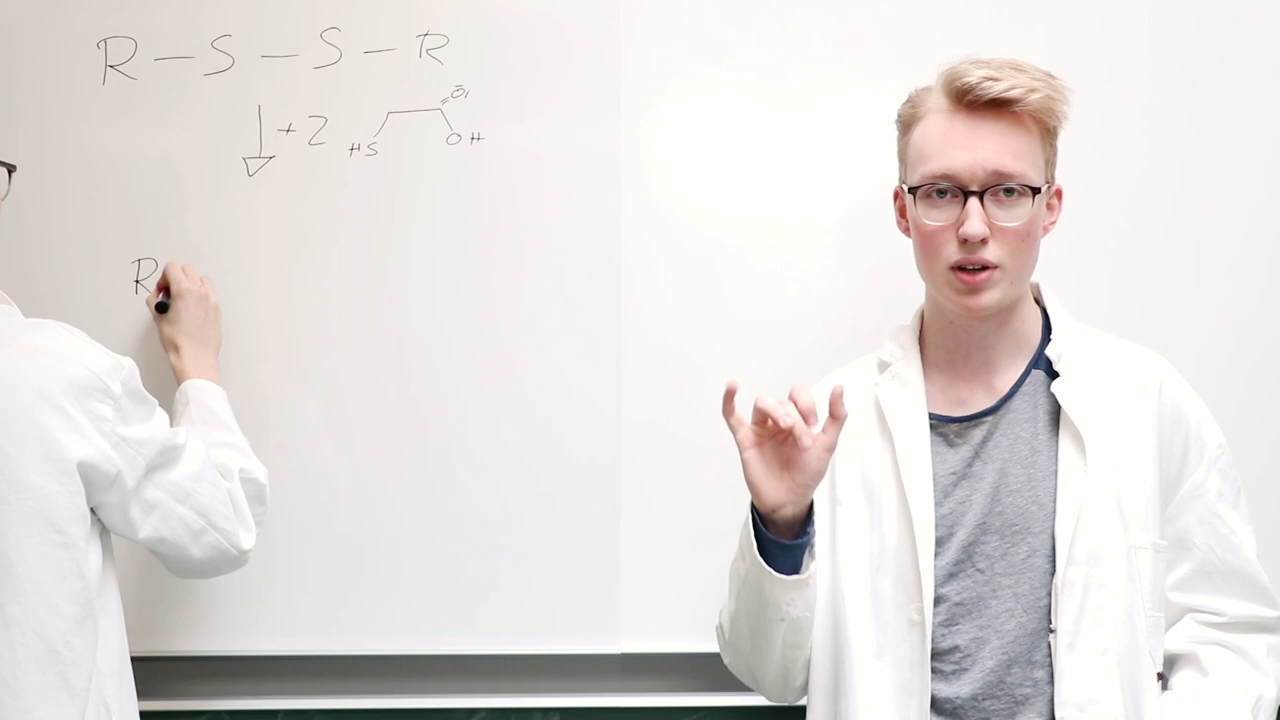 R — S — S — R
+ 2 HS O OH
R